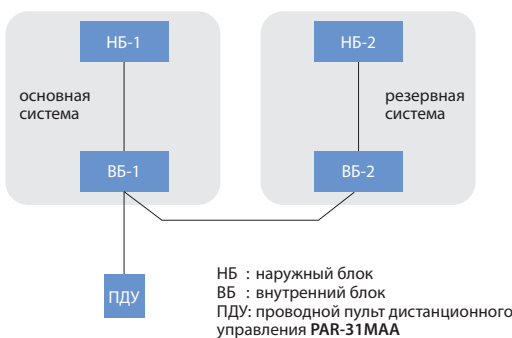 НБ-1
НБ-2
основная
система
резервная
система
ВБ-1
ВБ-2
ПДУ
НБ : наружный блок
ВБ : внутренний блок
ПДУ: проводной пульт дистанционного
управления PAR-31MAA